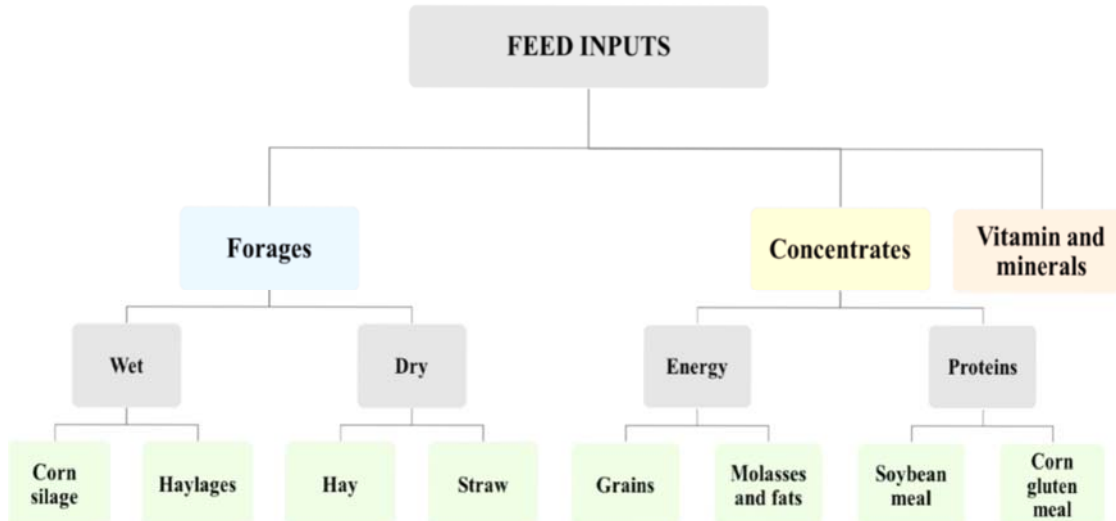 FEED INPUTS
Forages
Concentrates
Vitamin and
minerals
Wet
Dry
Energy
Proteins
Corn
silage
Haylages
Hay
Straw
Grains
Molasses
and fats
Soybean
meal
Corn
gluten
meal